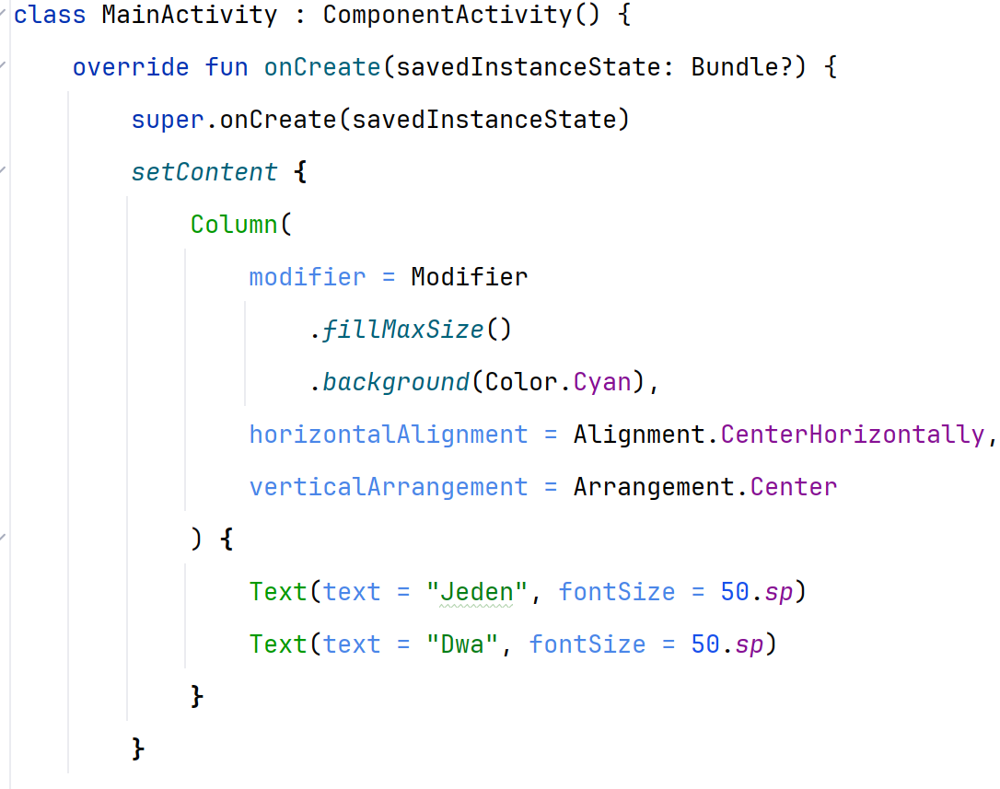 class MainActivity : ComponentActivity() {
override fun onCreate(savedInstanceState: Bundle?) {
super.onCreate(savedInstanceState)
setContent {
Column(
modifier = Modifier
.fillMaxSize()
.background(Color.Cyan),
horizontalAlignment = Alignment.CenterHorizontally,
verticalArrangement = Arrangement.Center
) {
Text(text = "Jeden", fontSize = 50.sp)
Text(text = "Dwa", fontSize = 50.sp)
}
}